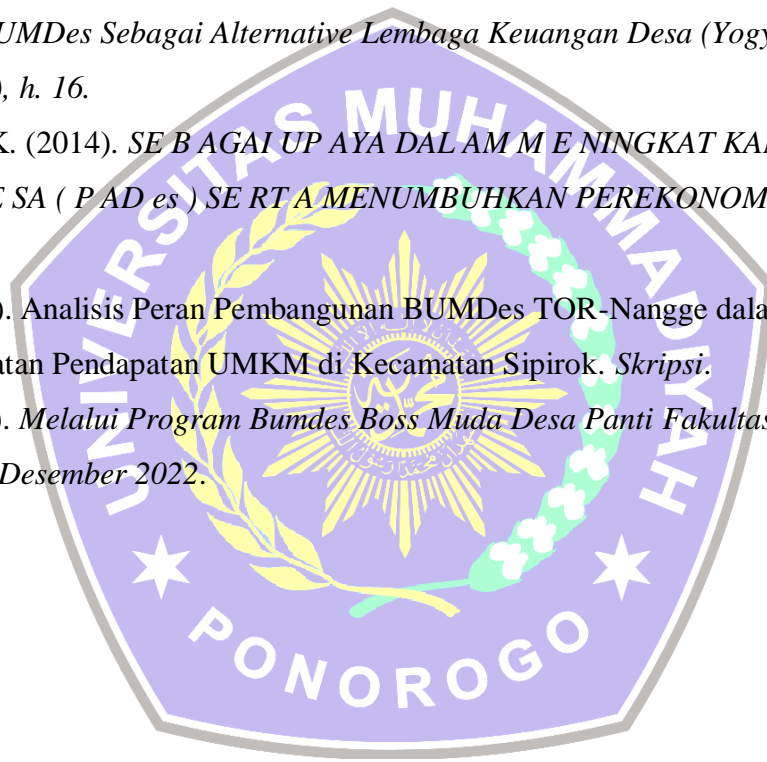 UMDes Sebagai Alternative Lembaga Keuangan Desa (Yogy
), h. 16.
K. (2014). SE B AGAI UP AYA DAL AM M E NINGKAT KA
E SA ( P AD es ) SE RT A MENUMBUHKAN PEREKONOM
). Analisis Peran Pembangunan BUMDes TOR-Nangge dala
atan Pendapatan UMKM di Kecamatan Sipirok. Skripsi.
). Melalui Program Bumdes Boss Muda Desa Panti Fakultas
Desember 2022.
UNIVERSITAS MUHAMMADIYAH
PONOROGO